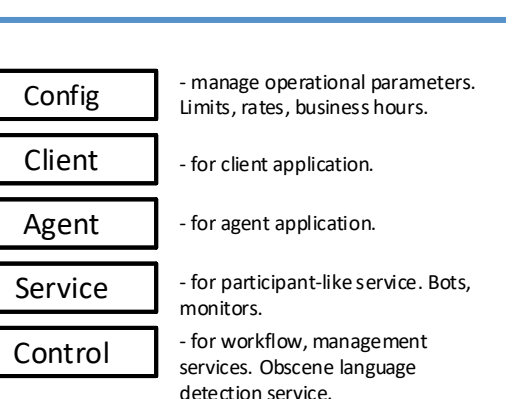 Config
- manage operational parameters.
Limits, rates, business hours.
Client
- for client application.
Agent
- for agent application.
Service
- for participant-like service. Bots,
monitors.
Control
- for workflow, management
services. Obscene language
detection service.